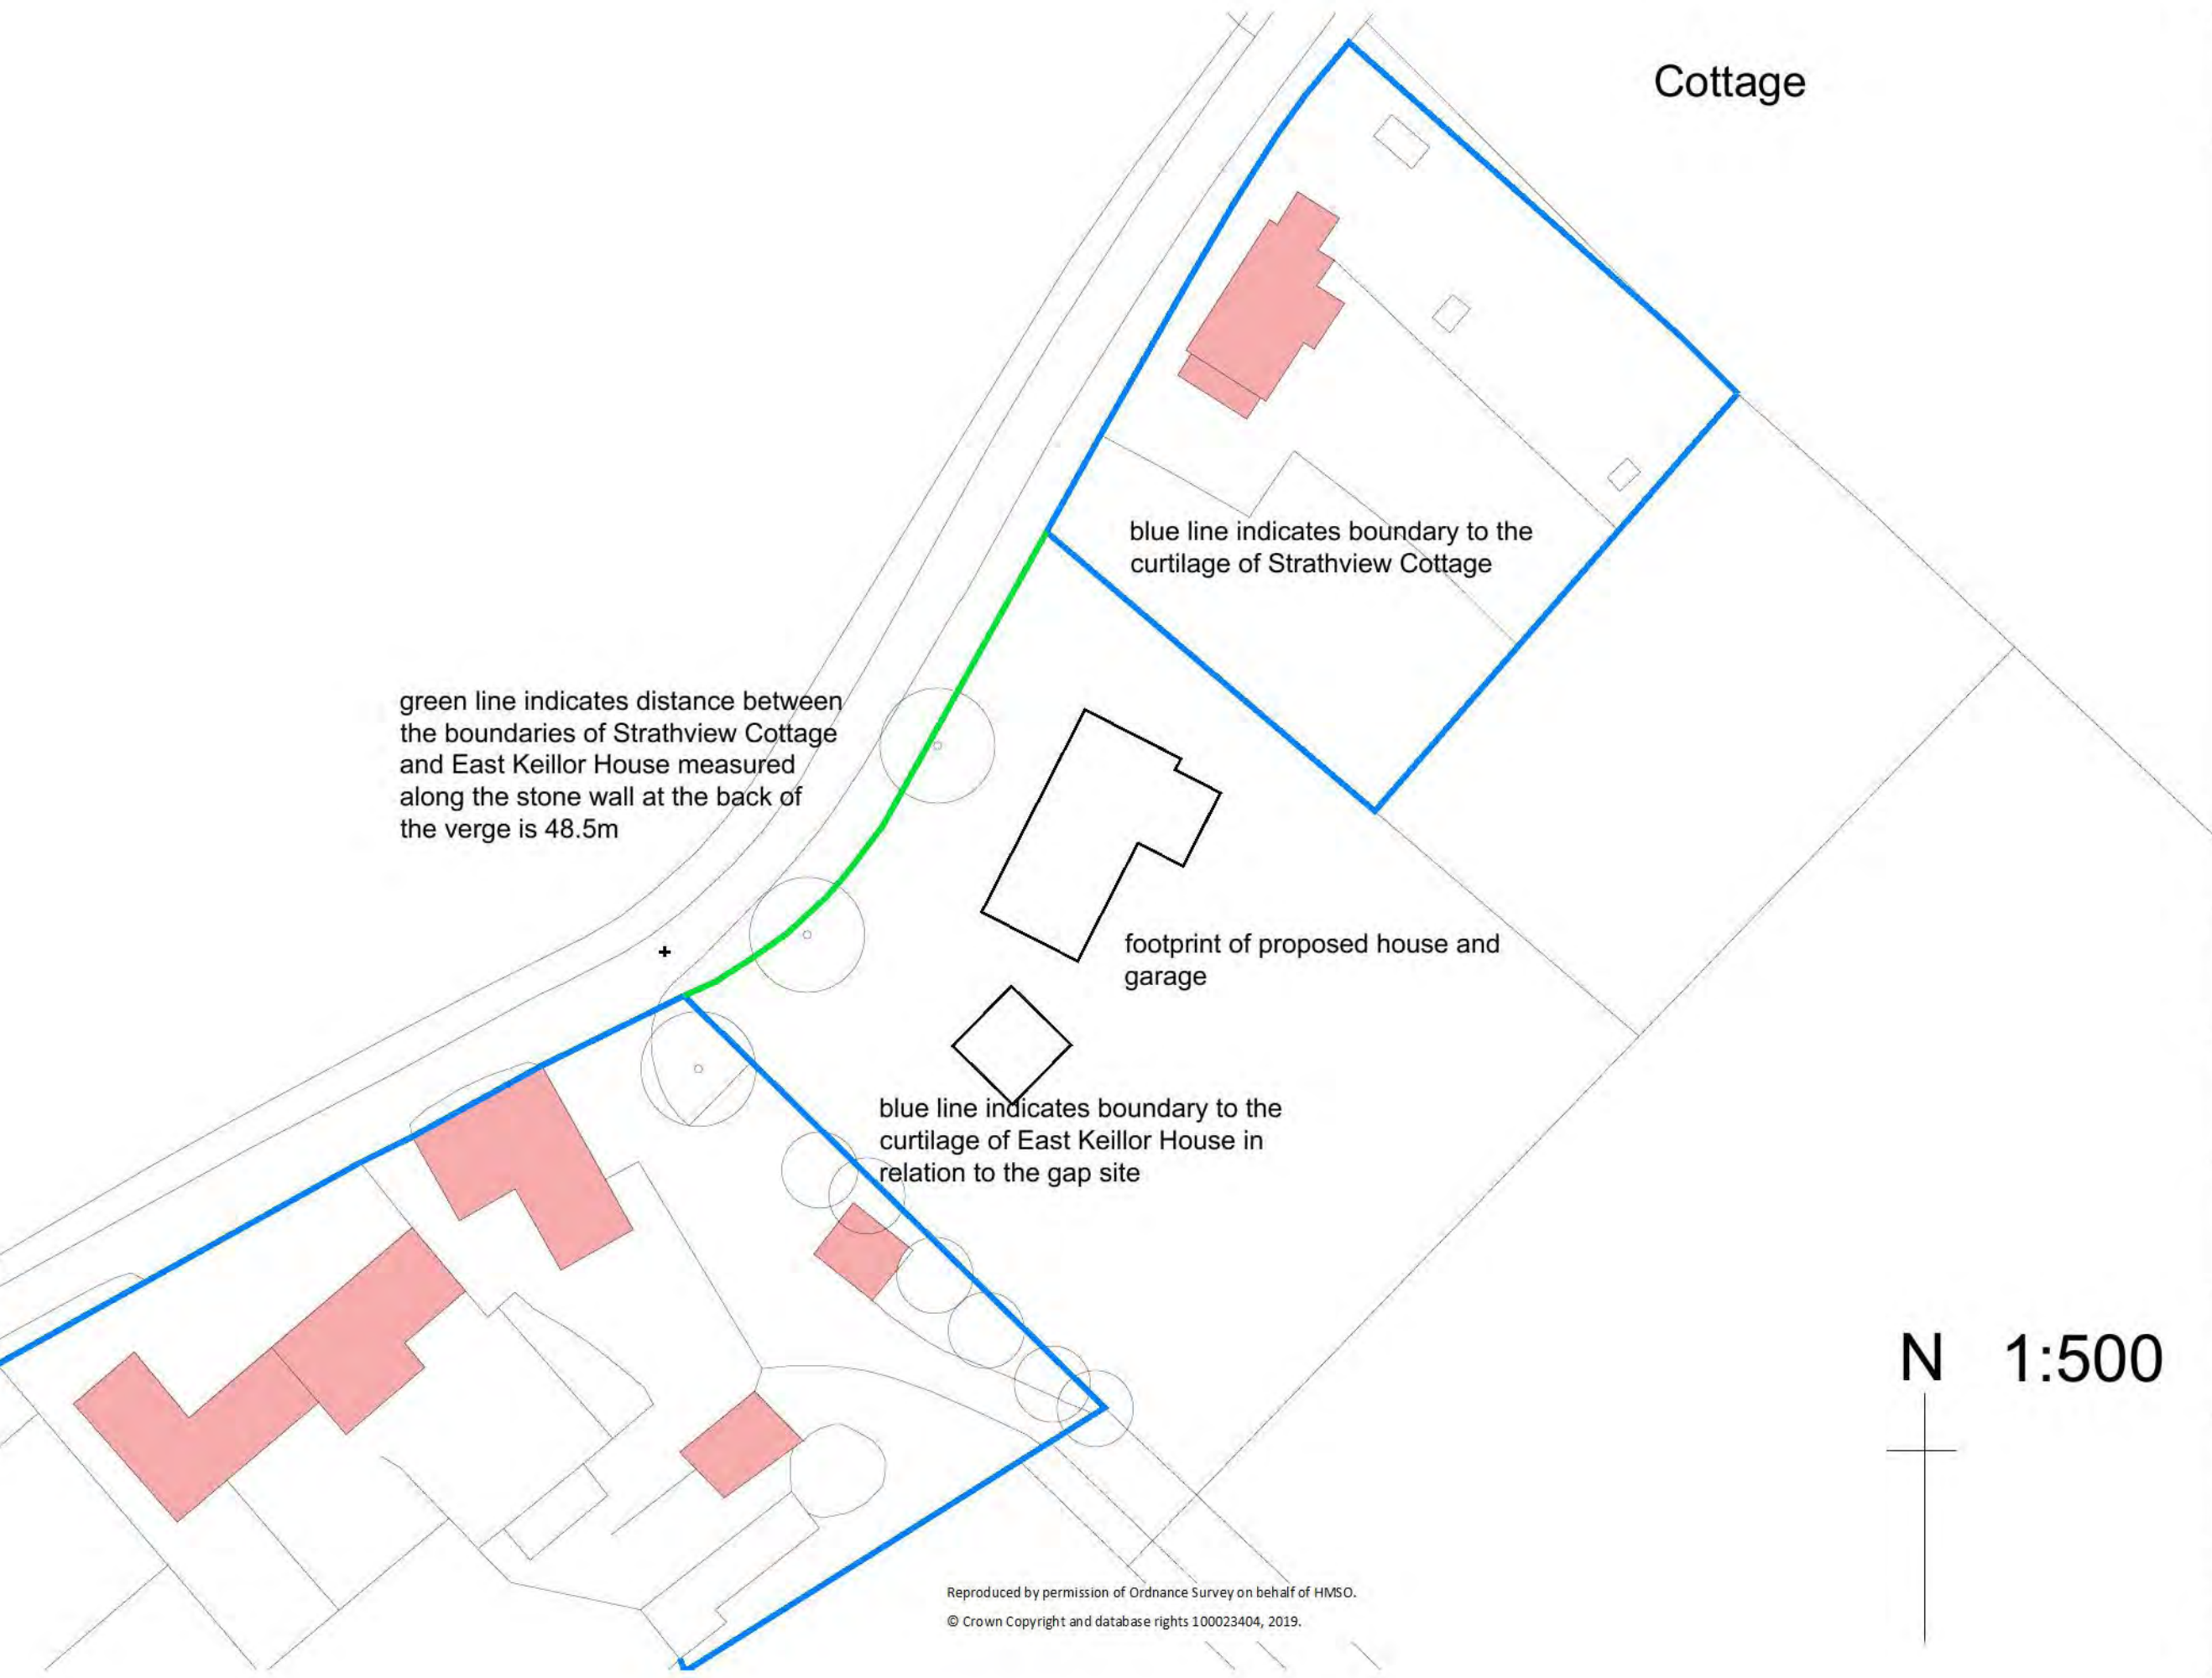 Cottage
blue line indicates boundary to the
curtilage of Strathview Cottage
green line indicates distance between
the boundaries of Strathview Cottage
and East Keillor House measured
along the stone wall at the back of
the verge is 48.5m
footprint of proposed house and
garage
blue line indicates boundary to the
curtilage of East Keillor House in
relation to the gap site
N 1:500
Reproduced by permission of Ordnance Survey on behalf of HMSO.
© Crown Copyright and database rights 100023404, 2019.